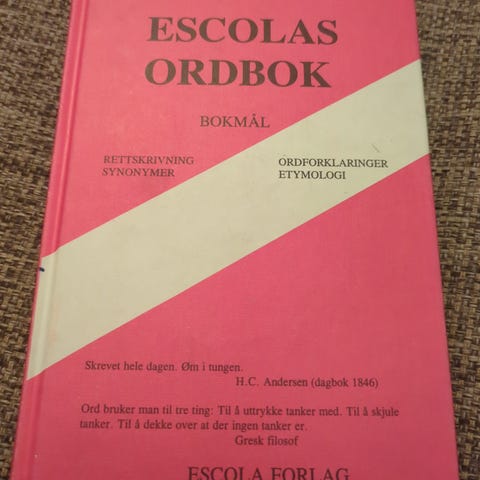 ESCOLAS
ORDBOK
BOKMÅL
RETTSKRIVNING
SYNONYMER
ORDFORKLARINGER
ETYMOLOGI
Skrevet hele dagen. Øm i tungen.
H.C. Andersen (dagbok 1846)
Ord bruker man til tre ting: Til å uttrykke tanker med. Til å skjule
tanker. Til å dekke over at der ingen tanker er.
Gresk filosof
ESCOLA FORLAG